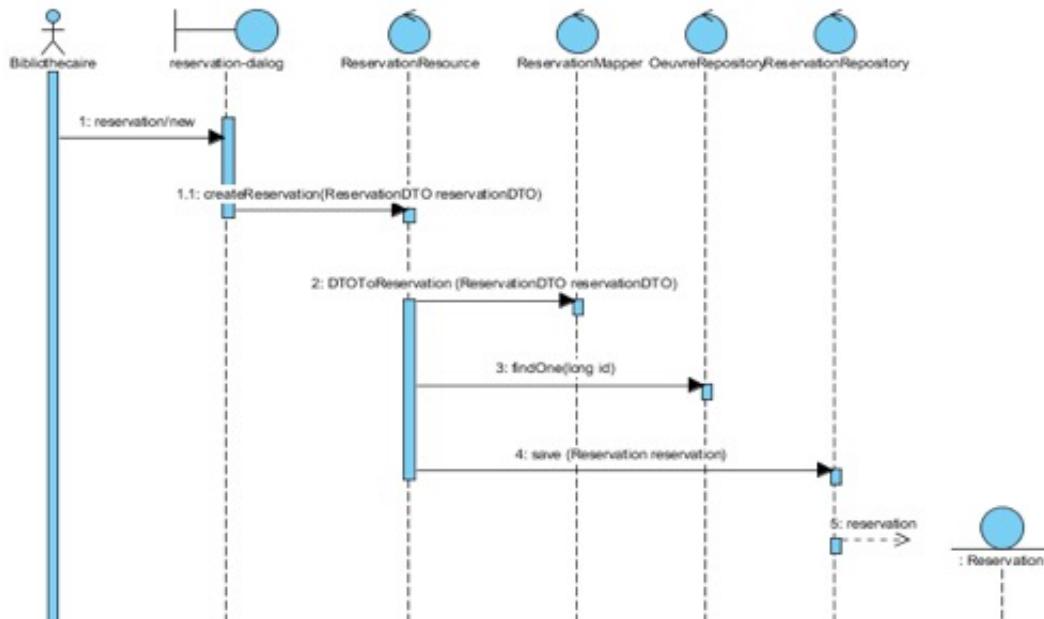 Bibliothecaire
reservation-dialog
ReservationResource
ReservationMapper
OeuvreRepository
ReservationRepository
1: reservation/new
1.1: createReservation(ReservationDTO reservationDTO)
2: DTOToReservation (ReservationDTO reservationDTO)
3: findOne(long id)
4: save (Reservation reservation)
5: reservation
: Reservation